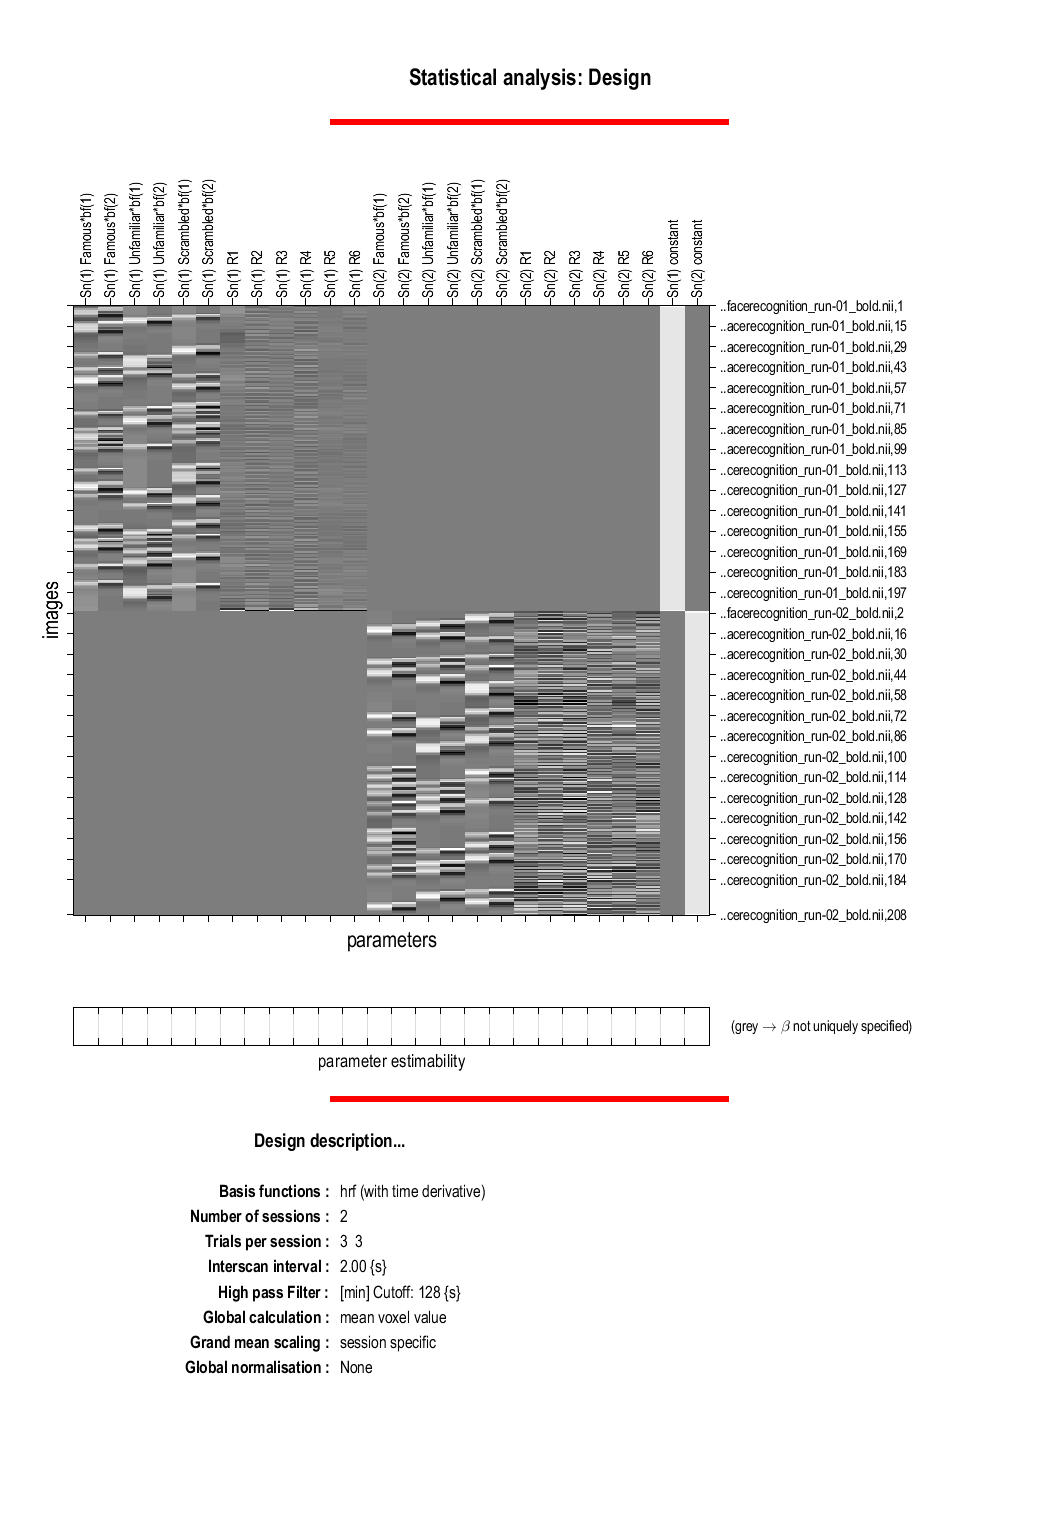 Statistical analysis: Design
Sn(1) Famous*bf(1)
Sn(1) Famous*bf(2)
Sn(1) Unfamiliar*bf(1)
Sn(1) Unfamiliar*bf(2)
Sn(1) Scrambled*bf(1)
Sn(1) Scrambled*bf(2)
Sn(1) R1
Sn(1) R2
Sn(1) R3
Sn(1) R4
Sn(1) R5
Sn(1) R6
Sn(2) Famous*bf(1)
Sn(2) Famous*bf(2)
Sn(2) Unfamiliar*bf(1)
Sn(2) Unfamiliar*bf(2)
Sn(2) Scrambled*bf(1)
Sn(2) Scrambled*bf(2)
Sn(2) R1
Sn(2) R2
Sn(2) R3
Sn(2) R4
Sn(2) R5
Sn(2) R6
Sn(1) constant
Sn(2) constant
..facerecognition_run-01_bold.nii,1
..acerecognition_run-01_bold.nii,15
..acerecognition_run-01_bold.nii,29
..acerecognition_run-01_bold.nii,43
..acerecognition_run-01_bold.nii,57
..acerecognition_run-01_bold.nii,71
..acerecognition_run-01_bold.nii,85
..acerecognition_run-01_bold.nii,99
..cerecognition_run-01_bold.nii,113
..cerecognition_run-01_bold.nii,127
..cerecognition_run-01_bold.nii,141
..cerecognition_run-01_bold.nii,155
..cerecognition_run-01_bold.nii,169
..cerecognition_run-01_bold.nii,183
..cerecognition_run-01_bold.nii,197
..facerecognition_run-02_bold.nii,2
..acerecognition_run-02_bold.nii,16
..acerecognition_run-02_bold.nii,30
..acerecognition_run-02_bold.nii,44
..acerecognition_run-02_bold.nii,58
..acerecognition_run-02_bold.nii,72
..acerecognition_run-02_bold.nii,86
..cerecognition_run-02_bold.nii,100
..cerecognition_run-02_bold.nii,114
..cerecognition_run-02_bold.nii,128
..cerecognition_run-02_bold.nii,142
..cerecognition_run-02_bold.nii,156
..cerecognition_run-02_bold.nii,170
..cerecognition_run-02_bold.nii,184
..cerecognition_run-02_bold.nii,208
images
parameters
(grey → β not uniquely specified)
parameter estimability
Design description...
Basis functions : hrf (with time derivative)
Number of sessions : 2
Trials per session : 3 3
Interscan interval : 2.00 {s}
High pass Filter : [min] Cutoff: 128 {s}
Global calculation : mean voxel value
Grand mean scaling : session specific
Global normalisation : None